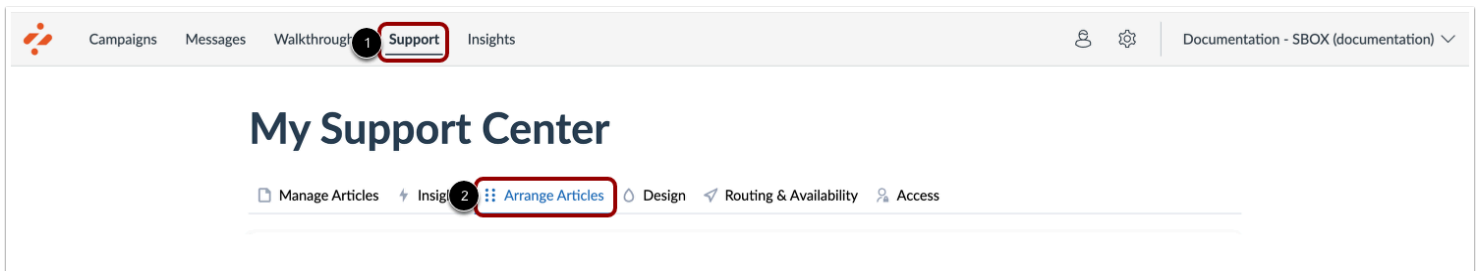 Campaigns Messages Walkthrough 1 Support Insights Documentation - SBOX (documentation)
My Support Center
Manage Articles Insig 2 Arrange Articles Design Routing & Availability Access